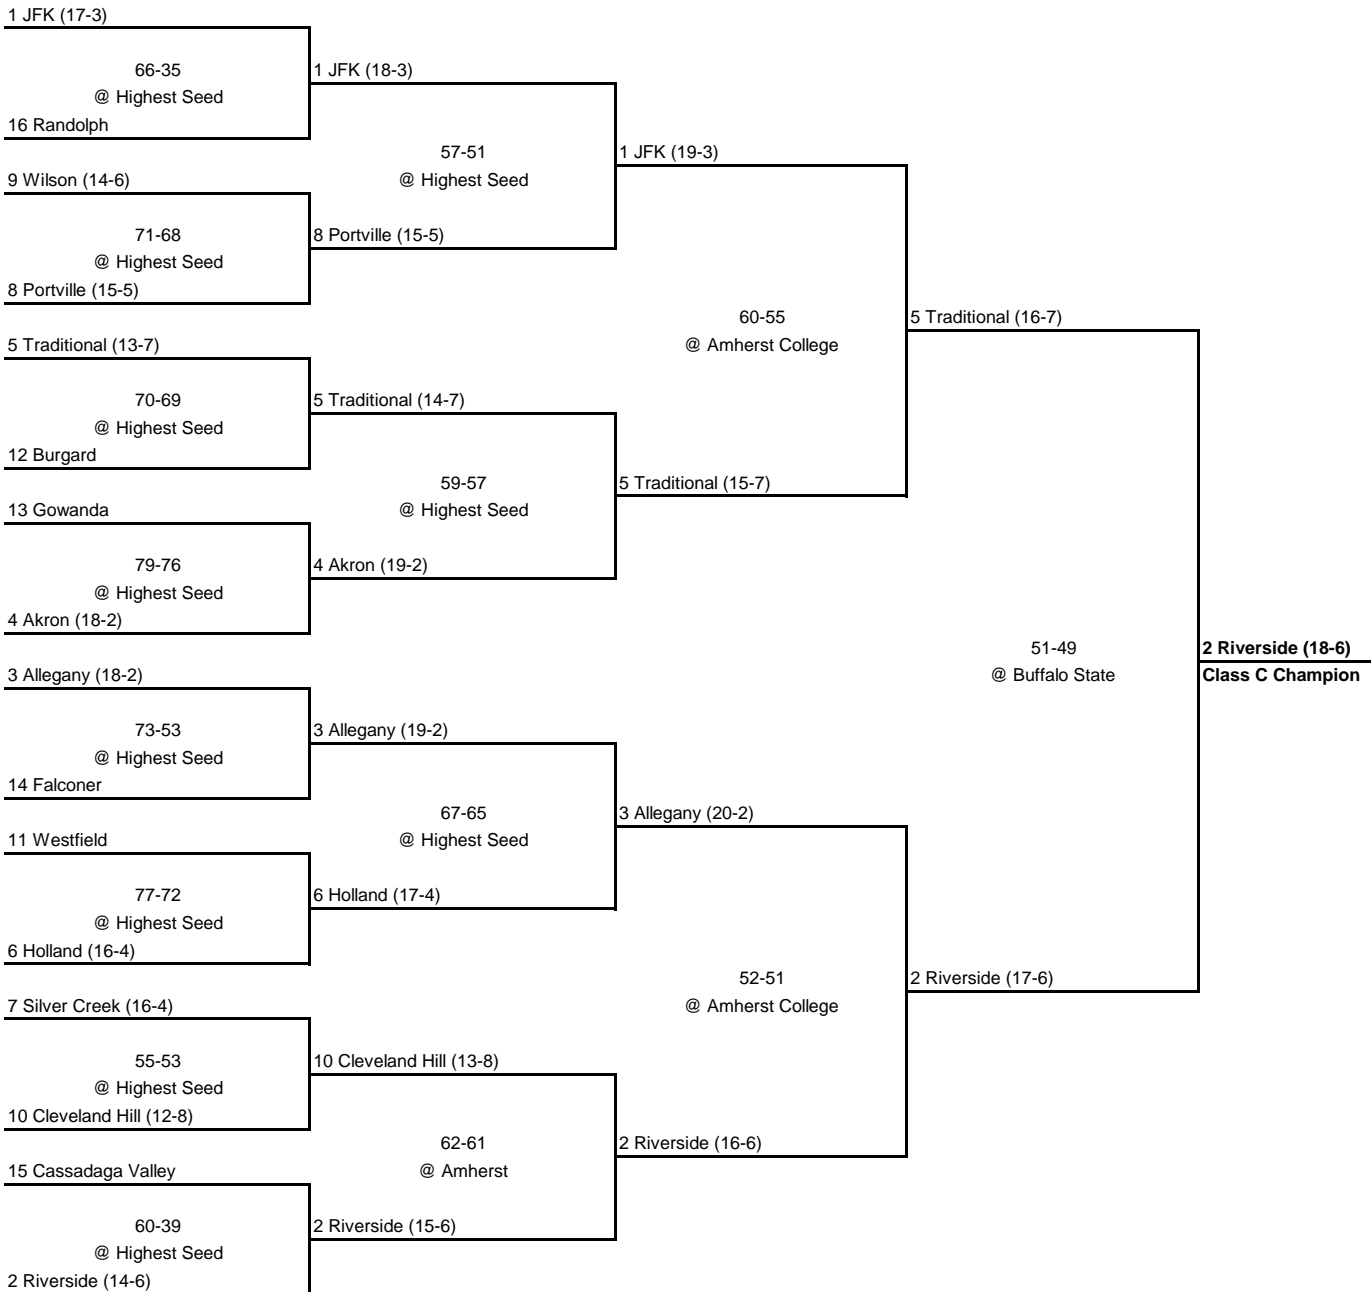 1 JFK (17-3)
66-35
@ Highest Seed
16 Randolph
9 Wilson (14-6)
71-68
@ Highest Seed
8 Portville (15-5)
5 Traditional (13-7)
70-69
@ Highest Seed
12 Burgard
13 Gowanda
79-76
@ Highest Seed
4 Akron (18-2)
3 Allegany (18-2)
73-53
@ Highest Seed
14 Falconer
11 Westfield
77-72
@ Highest Seed
6 Holland (16-4)
7 Silver Creek (16-4)
55-53
@ Highest Seed
10 Cleveland Hill (12-8)
15 Cassadaga Valley
60-39
@ Highest Seed
2 Riverside (14-6)
1 JFK (18-3)
57-51
@ Highest Seed
8 Portville (15-5)
5 Traditional (14-7)
59-57
@ Highest Seed
4 Akron (19-2)
3 Allegany (19-2)
67-65
@ Highest Seed
6 Holland (17-4)
10 Cleveland Hill (13-8)
62-61
@ Amherst
2 Riverside (15-6)
1 JFK (19-3)
60-55
@ Amherst College
5 Traditional (15-7)
3 Allegany (20-2)
52-51
@ Amherst College
2 Riverside (16-6)
5 Traditional (16-7)
51-49
@ Buffalo State
2 Riverside (17-6)
2 Riverside (18-6)
Class C Champion